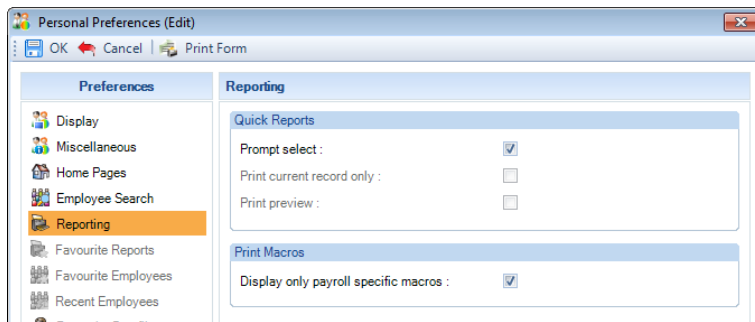 Personal Preferences (Edit)
OK Cancel Print Form
Preferences
Reporting
Display
Miscellaneous
Home Pages
Employee Search
Reporting
Favourite Reports
Favourite Employees
Recent Employees
Quick Reports
Prompt select :
Print current record only :
Print preview :
Print Macros
Display only payroll specific macros :